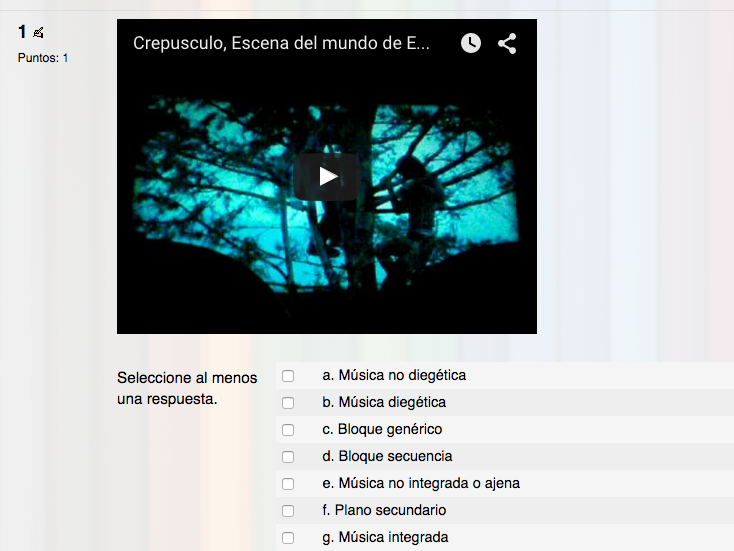 1
Puntos: 1
Crepusculo, Escena del mundo de E...
Seleccione al menos
una respuesta.
a. Música no diegética
b. Música diegética
c. Bloque genérico
d. Bloque secuencia
e. Música no integrada o ajena
f. Plano secundario
g. Música integrada